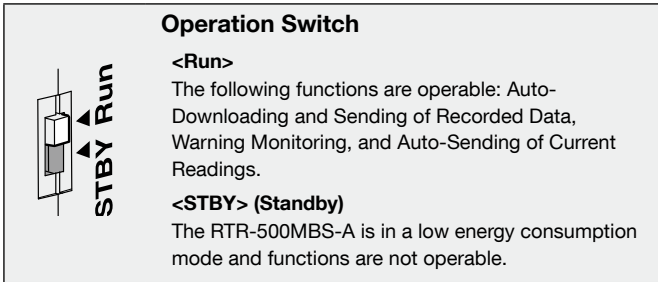 Operation Switch
<Run>
The following functions are operable: Auto-
Downloading and Sending of Recorded Data,
Warning Monitoring, and Auto-Sending of Current
Readings.
<STBY> (Standby)
The RTR-500MBS-A is in a low energy consumption
mode and functions are not operable.
STBY Run